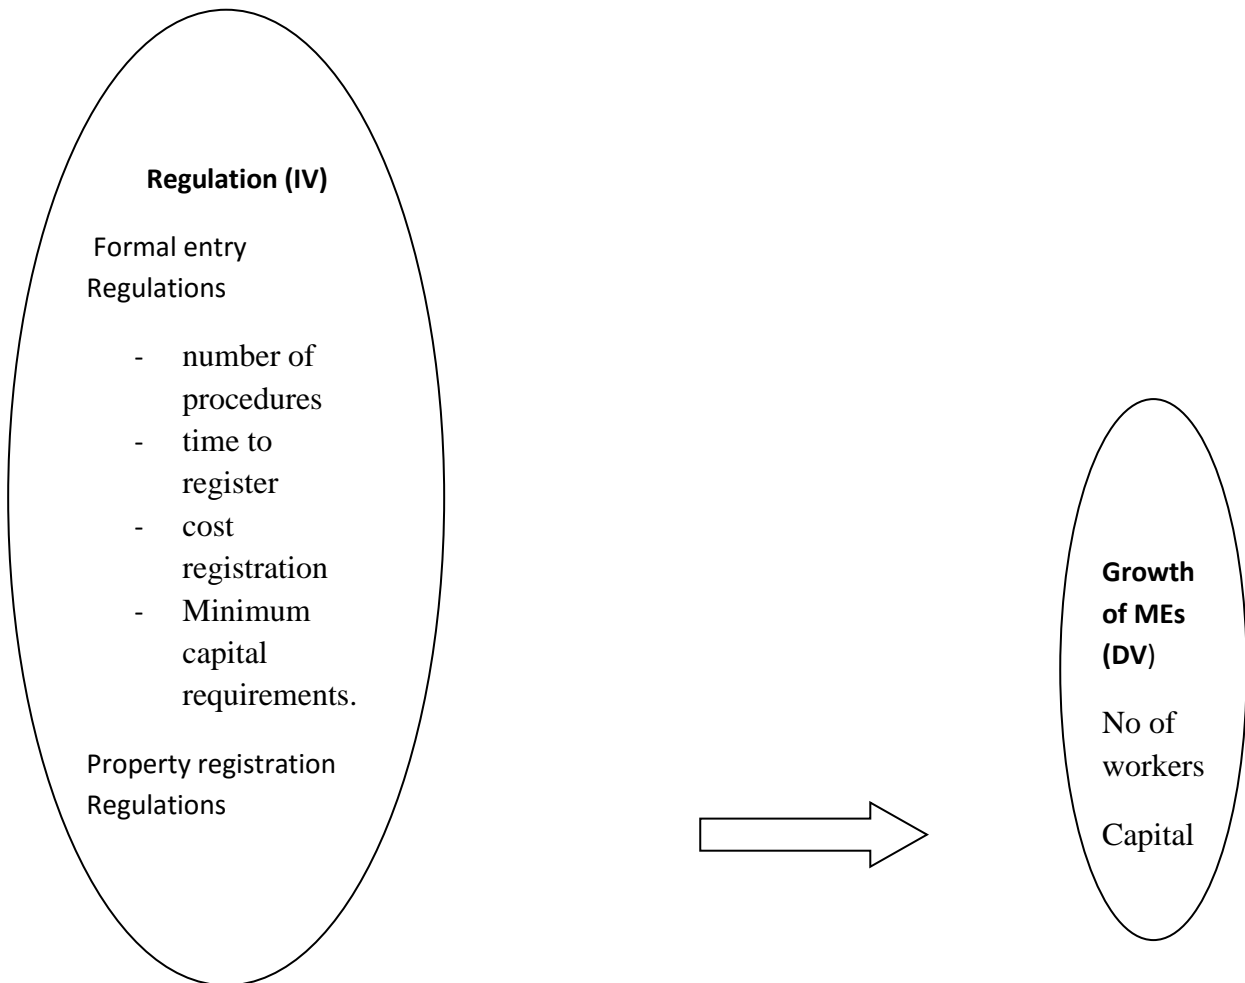 Regulation (IV)
Formal entry
Regulations
- number of
procedures
- time to
register
- cost
registration
- Minimum
capital
requirements.
Property registration
Regulations
Growth
of MEs
(DV)
No of
workers
Capital